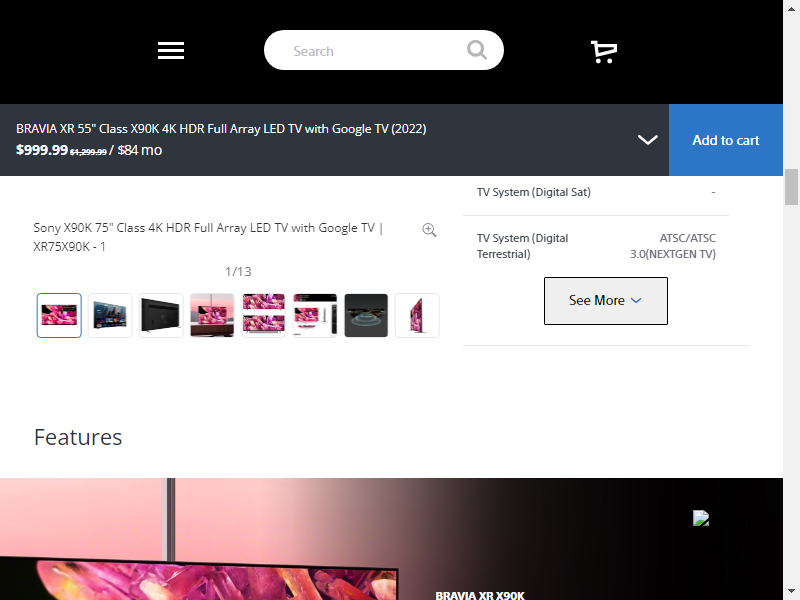 Search
BRAVIA XR 55" Class X90K 4K HDR Full Array LED TV with Google TV (2022)
$999.99 $1,299.99 / $84 mo
Add to cart
TV System (Digital Sat) -
Sony X90K 75" Class 4K HDR Full Array LED TV with Google TV |
XR75X90K - 1
TV System (Digital
Terrestrial)
ATSC/ATSC
3.0(NEXTGEN TV)
1/13
See More
Features
BRAVIA XR X90K